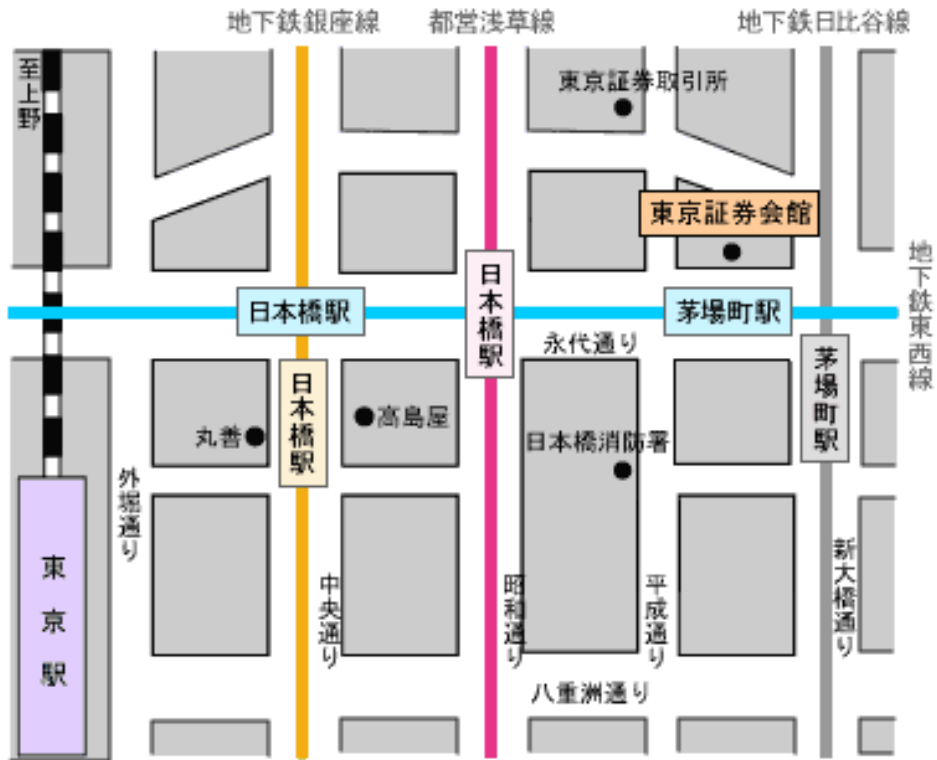 地下鉄銀座線
都営浅草線
地下鉄日比谷線
至上野
東京証券取引所
東京証券会館
地下鉄東西線
日本橋駅
日本橋駅
茅場町駅
永代通り
茅場町駅
日本橋駅
高島屋
丸善
日本橋消防署
外堀通り
東京駅
中央通り
昭和通り
平成通り
新大橋通り
八重洲通り